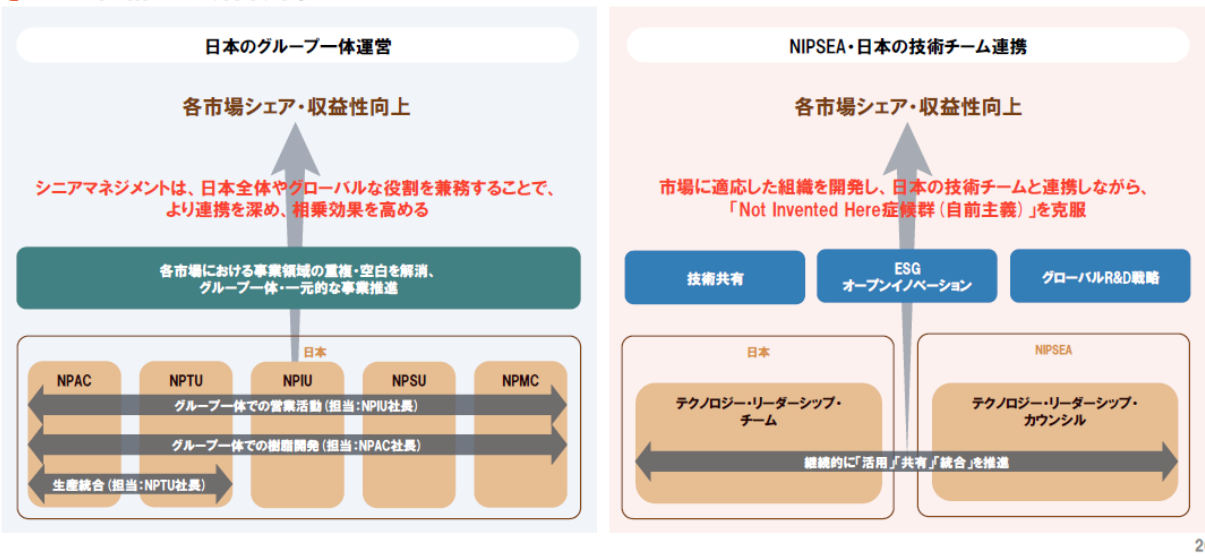 日本のグループ一体運営
各市場シェア・収益性向上
シニアマネジメントは、日本全体やグローバルな役割を兼務することで、
より連携を深め、相乗効果を高める
各市場における事業領域の重複・空白を解消、
グループ一体・一元的な事業推進
日本
NPAC
NPTU
NPIU
NPSU
NPMC
グループ一体での営業活動(担当:NPIU社長)
グループ一体での樹脂開発(担当:NPAC社長)
生産統合(担当:NPTU社長)
NIPSEA・日本の技術チーム連携
各市場シェア・収益性向上
市場に適応した組織を開発し、日本の技術チームと連携しながら、
「Not Invented Here症候群(自前主義)」を克服
技術共有
ESG
オープンイノベーション
グローバルR&D戦略
日本
NIPSEA
テクノロジー・リーダーシップ・
チーム
テクノロジー・リーダーシップ・
カウンシル
継続的に「活用」「共有」「統合」を推進